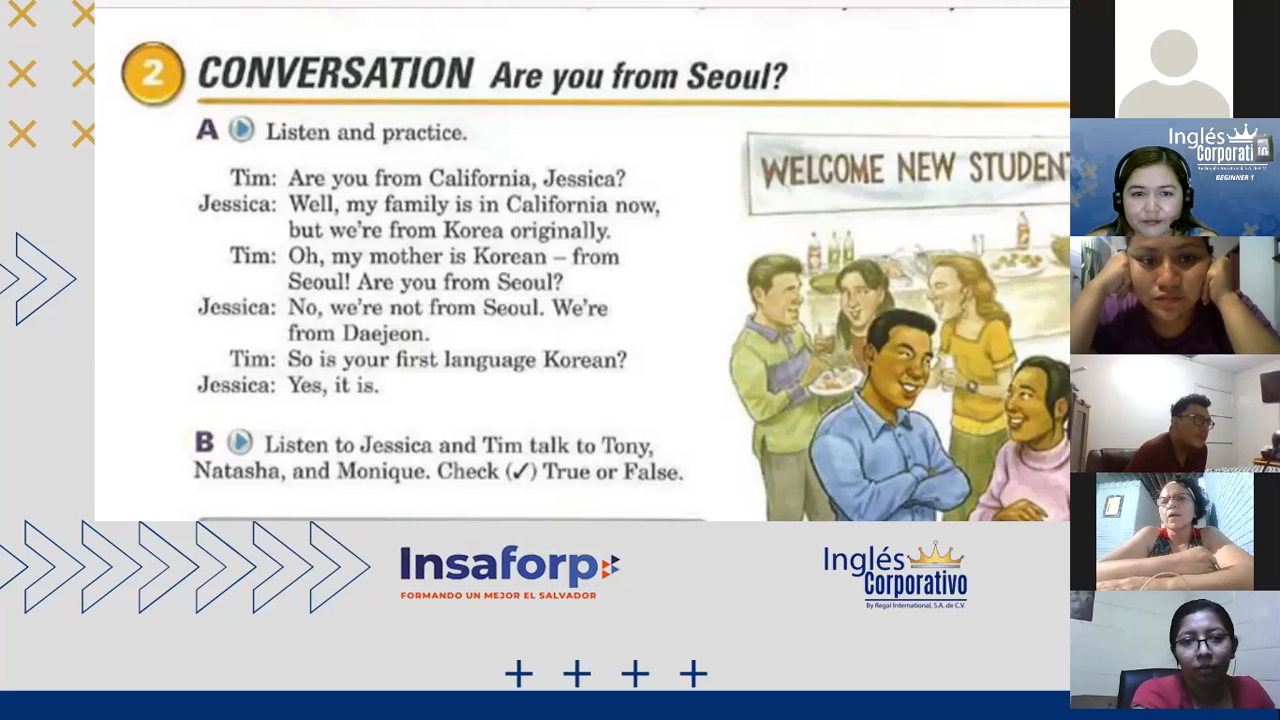 2 CONVERSATION Are you from Seoul?
A Listen and practice.
Tim: Are you from California, Jessica?
Jessica: Well, my family is in California now,
but we're from Korea originally.
Tim: Oh, my mother is Korean – from
Seoul! Are you from Seoul?
Jessica: No, we're not from Seoul. We're
from Daejeon.
Tim: So is your first language Korean?
Jessica: Yes, it is.
B Listen to Jessica and Tim talk to Tony,
Natasha, and Monique. Check (✓) True or False.
WELCOME NEW STUDENT
Insaforp
FORMANDO UN MEJOR EL SALVADOR
Inglés
Corporativo
By Regal International, S.A. de C.V.
Inglés
Corporati
By Regal International, S.A. de C.V.
BEGINNER 1